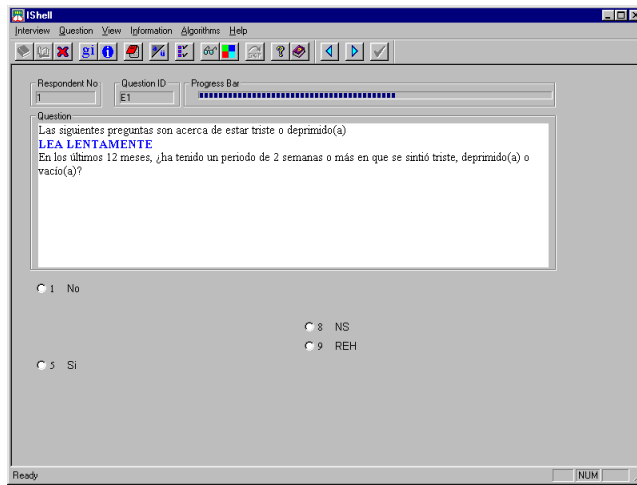 IShell
Interview Question View Information Algorithms Help
Respondent No
Question ID
Progress Bar
1
E1
Question
Las siguientes preguntas son acerca de estar triste o deprimido(a)
LEA LENTAMENTE
En los últimos 12 meses, ¿ha tenido un periodo de 2 semanas o más en que se sintió triste, deprimido(a) o
vacío(a)?
1 No
8 NS
9 REH
5 Si
Ready
NUM